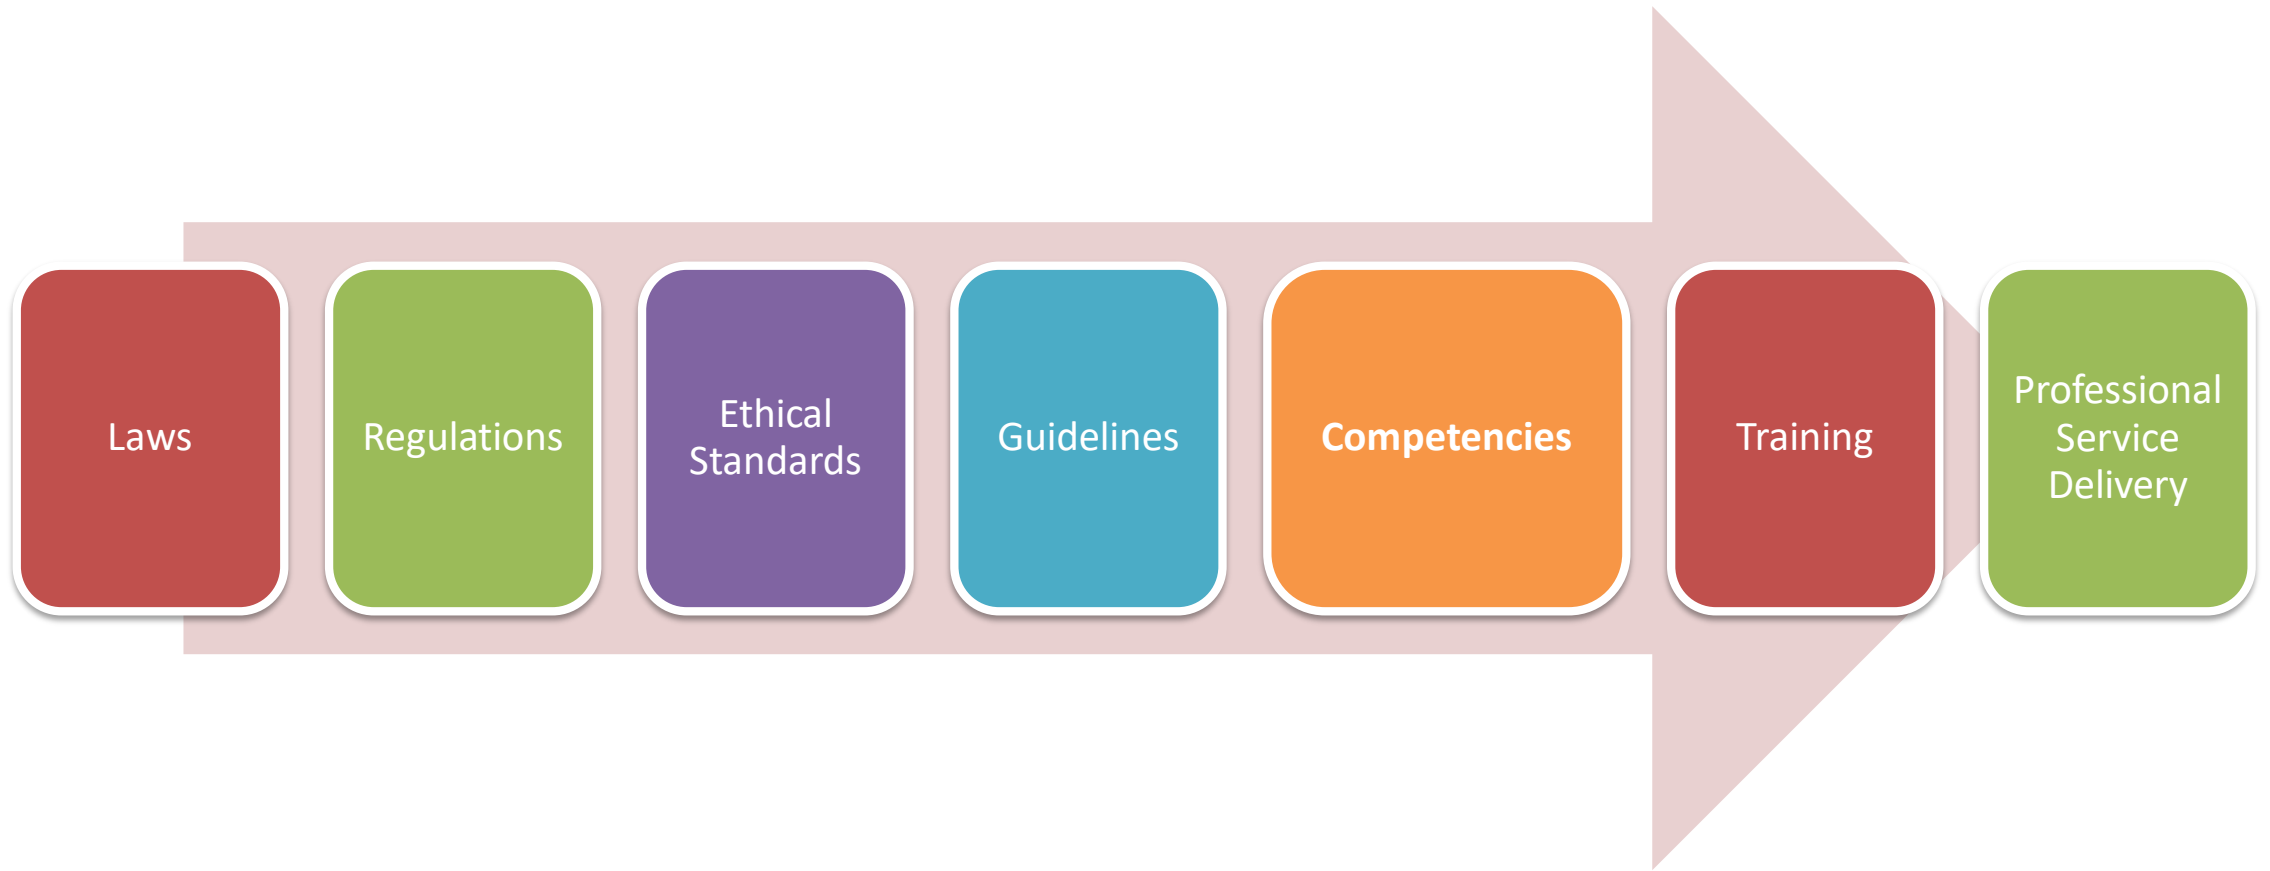 Laws
Regulations
Ethical
Standards
Guidelines
Competencies
Training
Professional
Service
Delivery